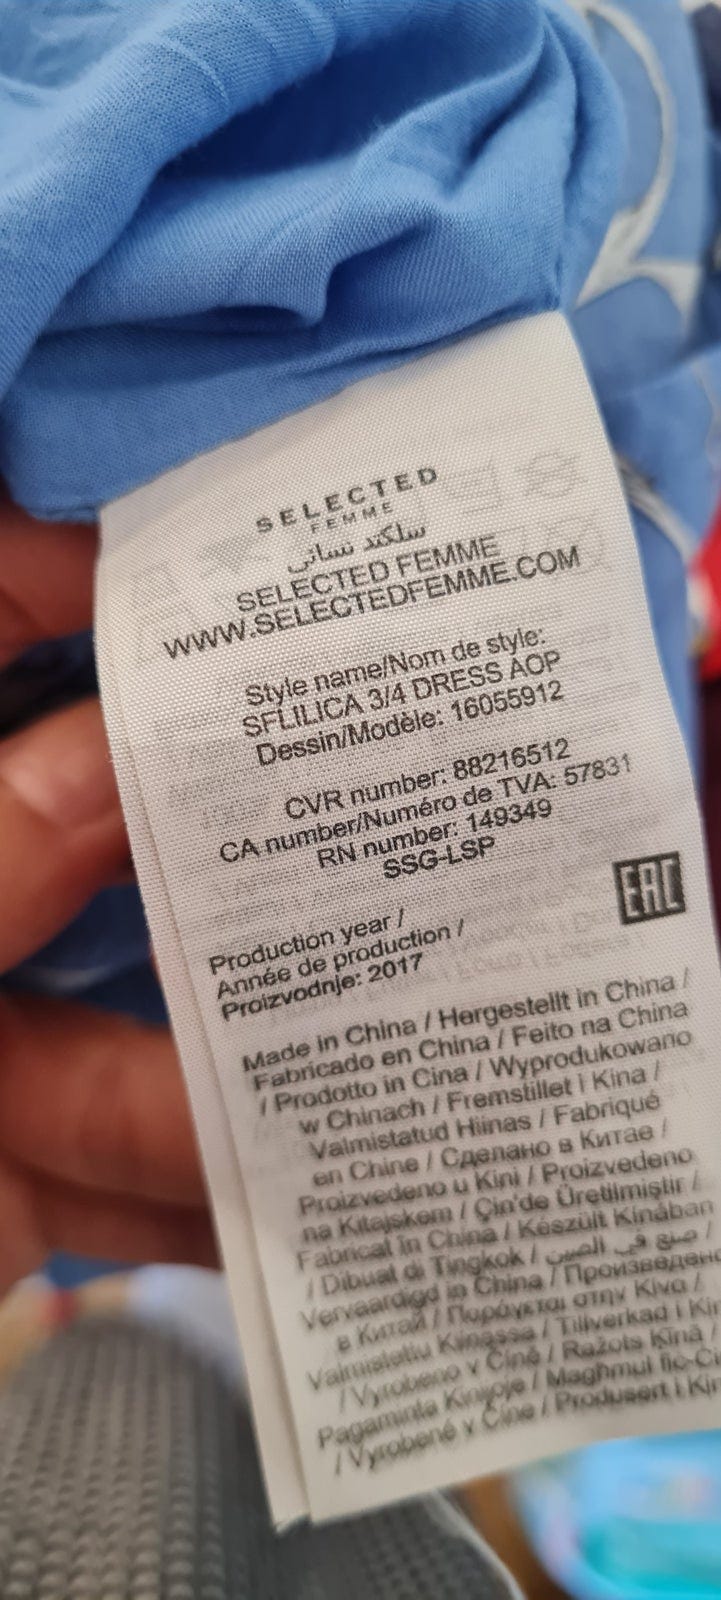 SELECTED
FEMME
سلكتد نسائي
SELECTED FEMME
WWW.SELECTEDFEMME.COM
Style name/Nom de style:
SFLILICA 3/4 DRESS AOP
Dessin/Modèle: 16055912
CVR number: 88216512
CA number/Numéro de TVA: 57831
RN number: 149349
SSG-LSP
EAC
Production year /
Année de production /
Proizvodnje: 2017
Made in China / Hergestellt in China /
Fabricado en China / Feito na China
/ Prodotto in Cina / Wyprodukowano
w Chinach / Fremstillet i Kina /
Valmistatud Hiinas / Fabriqué
en Chine / Сделано в Китае /
Proizvedeno u Kini / Proizvedeno
na Kitajskem / Çin'de Üretilmiştir /
Fabricat în China / Készült Kínában
/ Dibuat di Tingkok / صنع في الصين /
Vervaardigd in China / Произведено
в Китай / Παράγεται στην Κίνα /
Valmistettu Kiinassa / Tillverkad i
/ Vyrobeno v Číně / Ražots Ķīnā /
Pagaminta Kinijoje / Magħmul fiċ-
/ Vyrobené v Číne / Produsert i